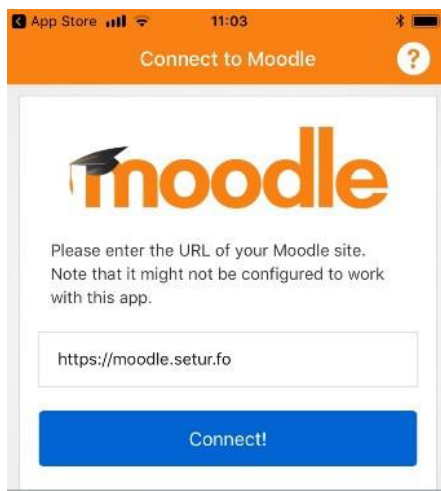 App Store 11:03
Connect to Moodle ?
moodle
Please enter the URL of your Moodle site.
Note that it might not be configured to work
with this app.
https://moodle.setur.fo
Connect!